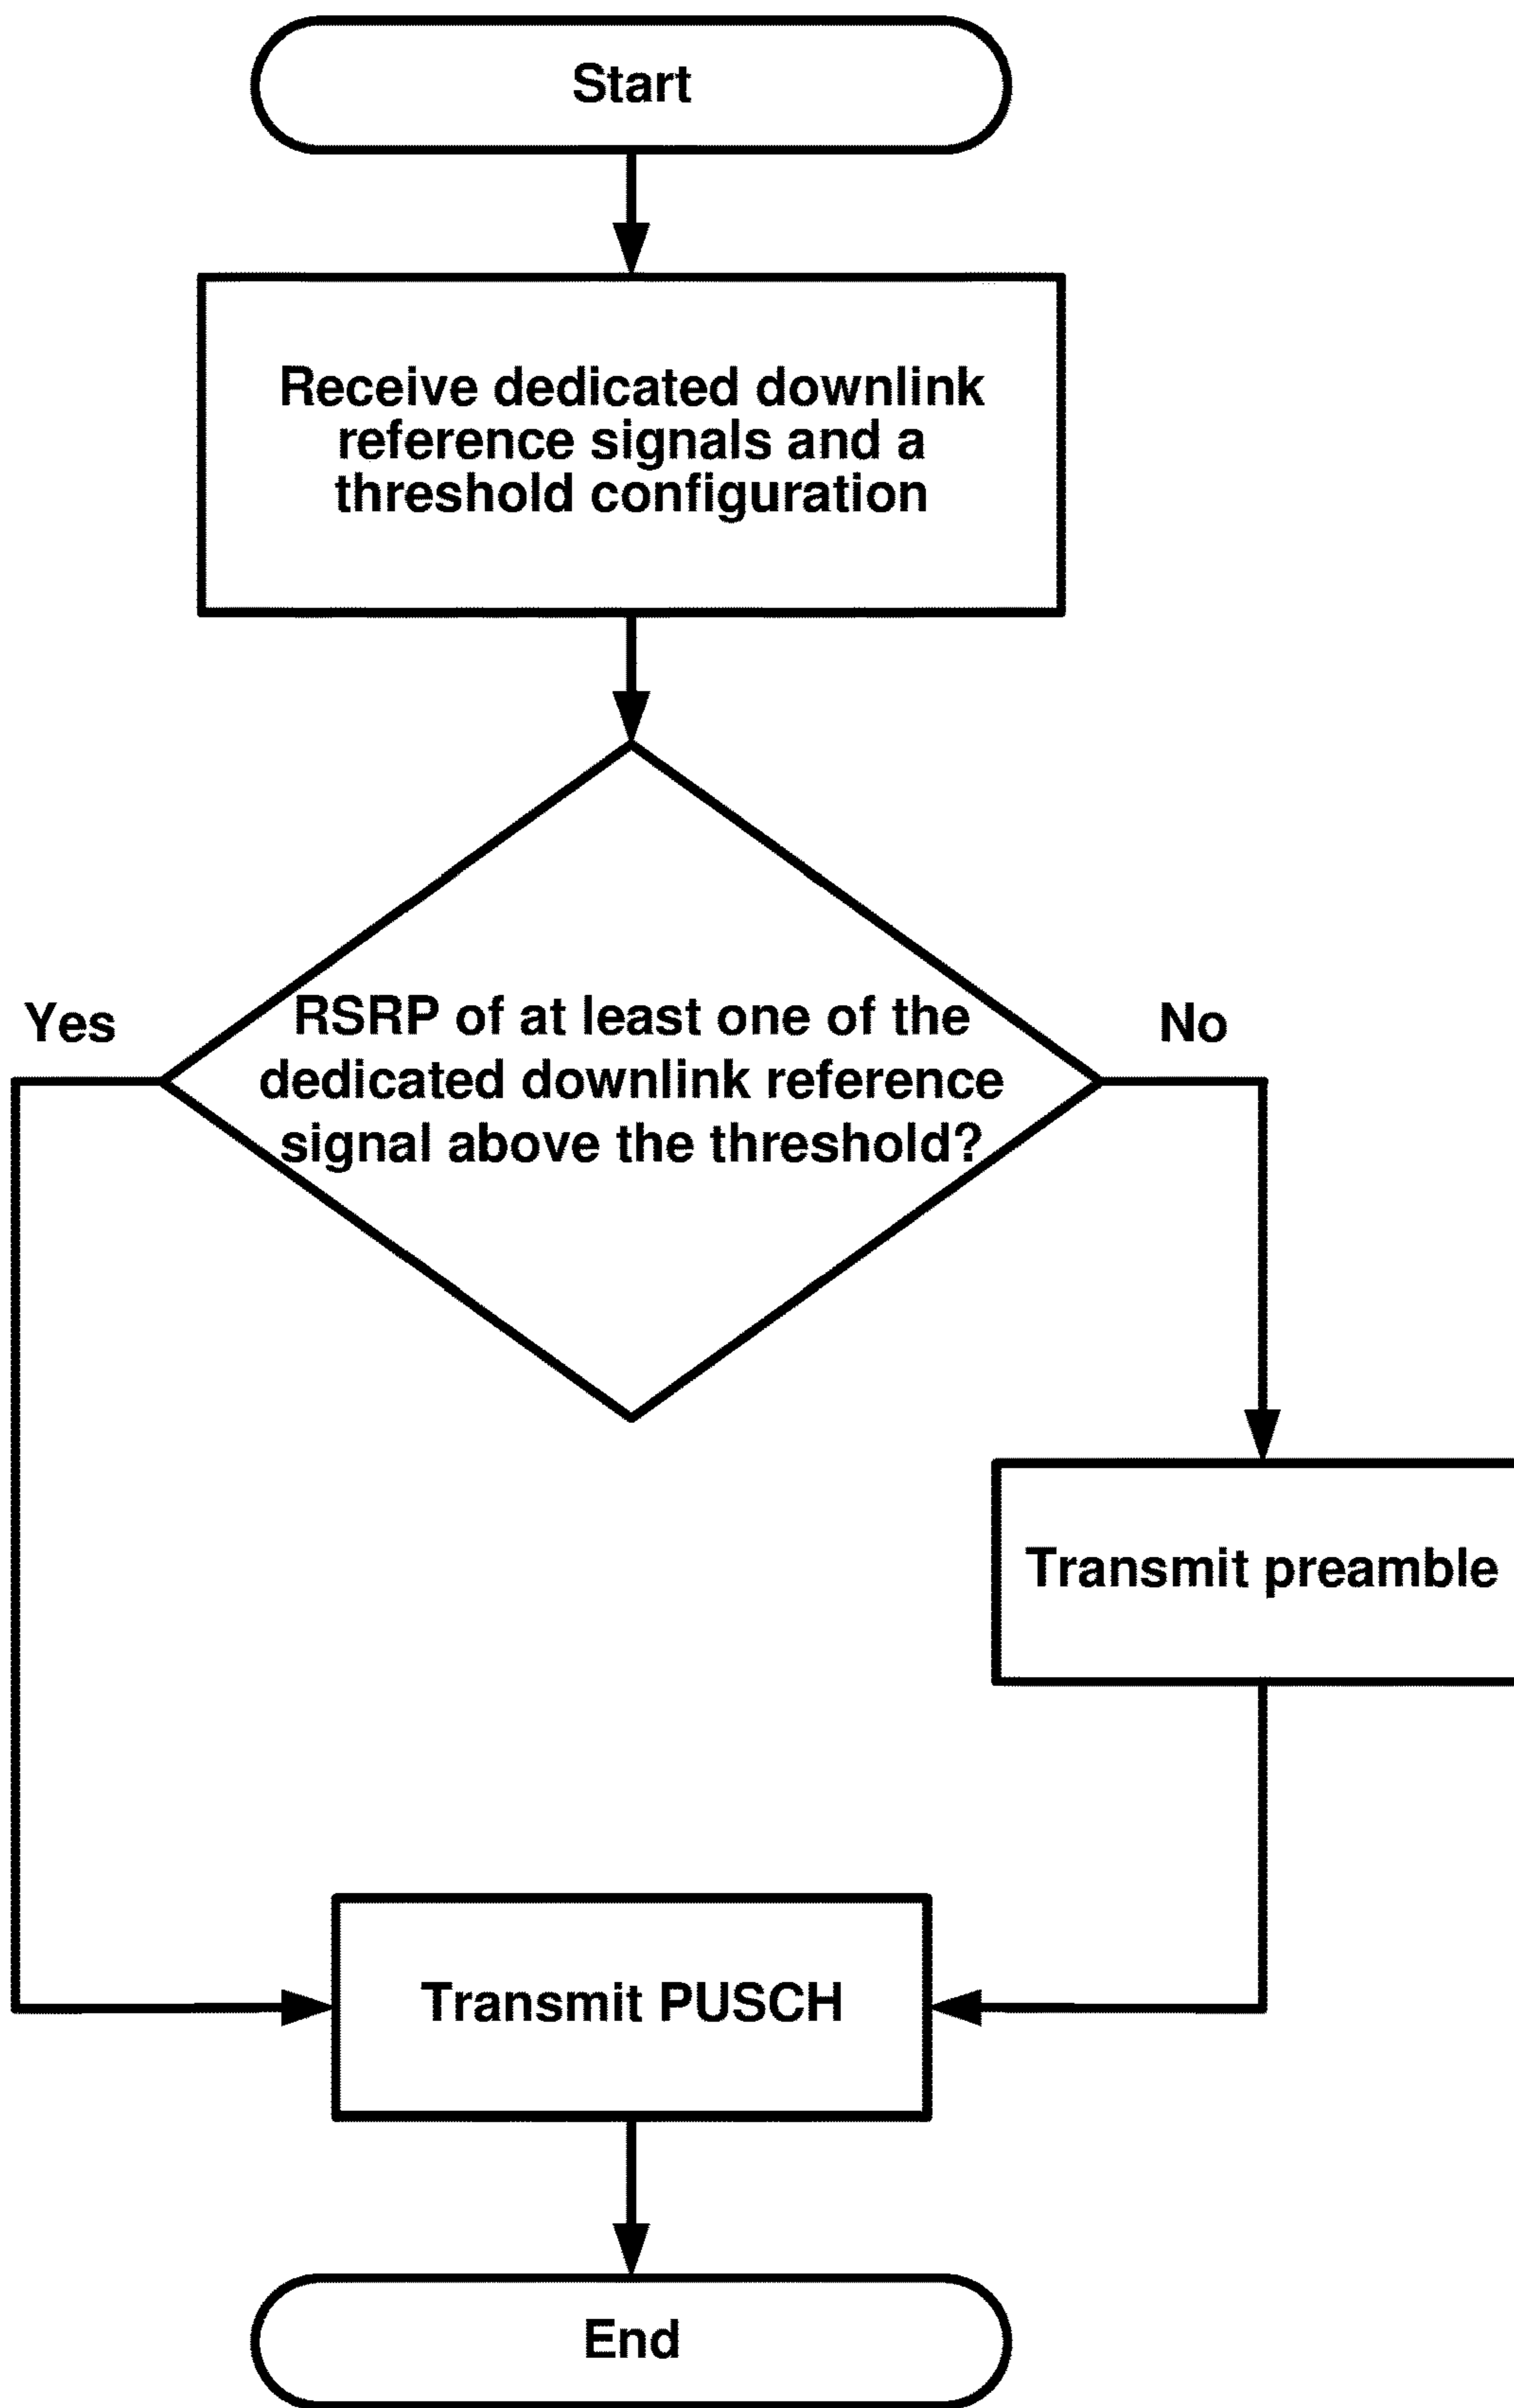 Start
Receive dedicated downlink
reference signals and a
threshold configuration
Yes
RSRP of at least one of the
dedicated downlink reference
signal above the threshold?
No
Transmit preamble
Transmit PUSCH
End